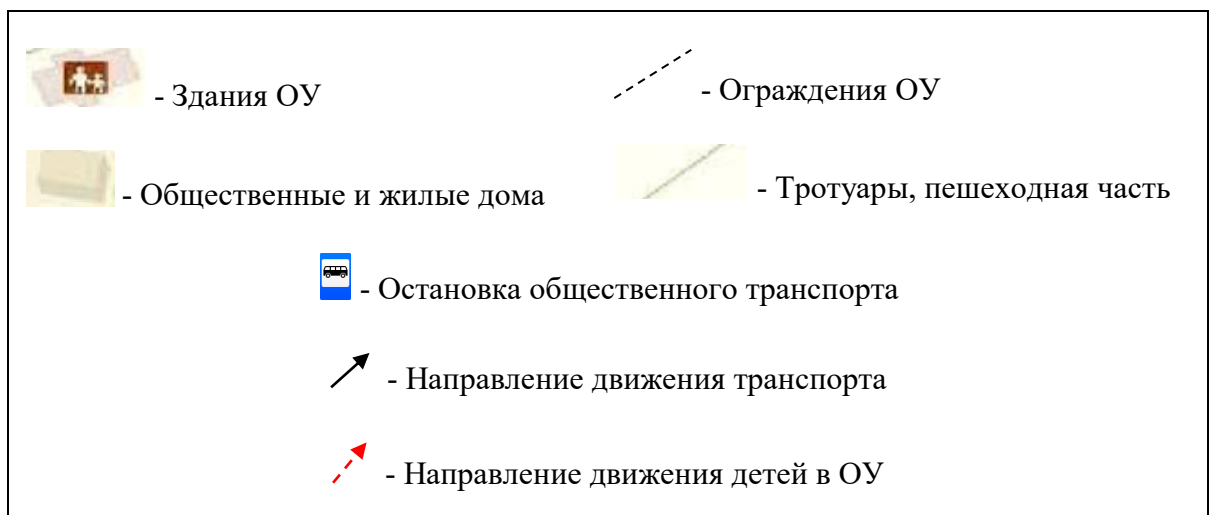 - Здания ОУ
- Ограждения ОУ
- Общественные и жилые дома
- Тротуары, пешеходная часть
- Остановка общественного транспорта
- Направление движения транспорта
- Направление движения детей в ОУ